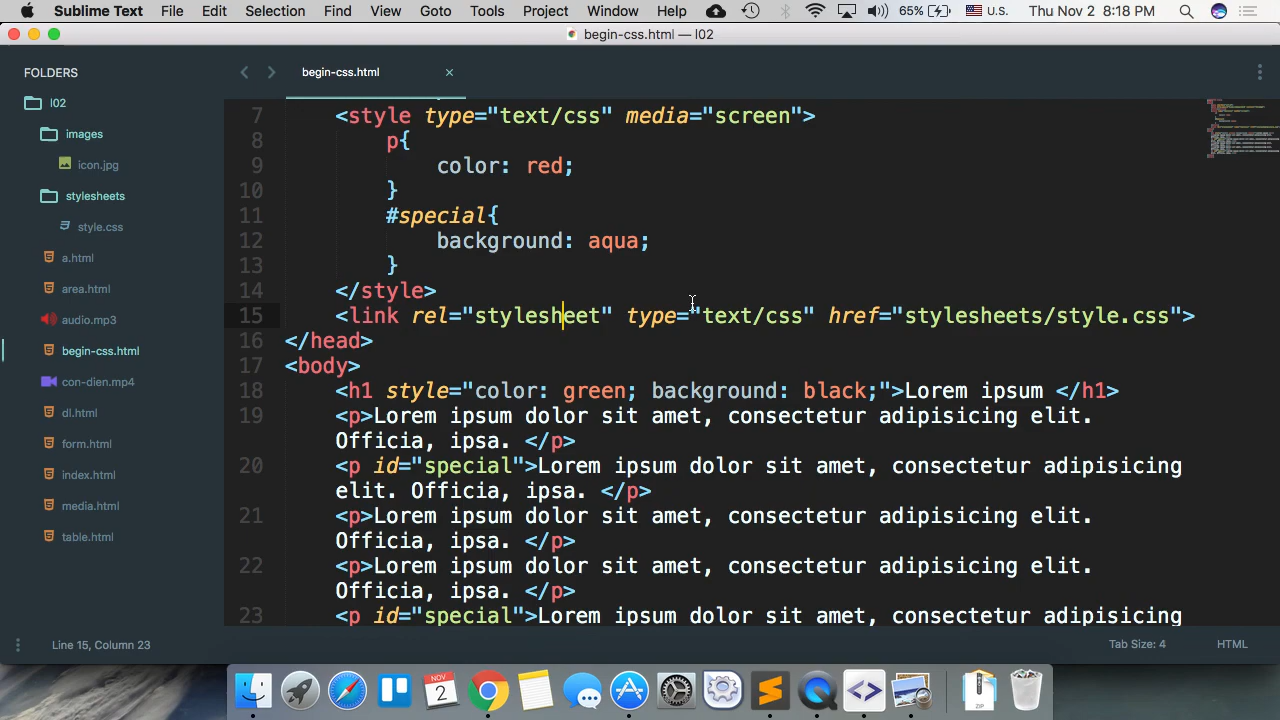 Sublime Text File Edit Selection Find View Goto Tools Project Window Help 65% U.S. Thu Nov 2 8:18 PM
begin-css.html — l02
FOLDERS
l02
images
icon.jpg
stylesheets
style.css
a.html
area.html
audio.mp3
begin-css.html
con-dien.mp4
dl.html
form.html
index.html
media.html
table.html
begin-css.html
7 <style type="text/css" media="screen">
8 p{
9 color: red;
10 }
11 #special{
12 background: aqua;
13 }
14 </style>
15 <link rel="stylesheet" type="text/css" href="stylesheets/style.css">
16 </head>
17 <body>
18 <h1 style="color: green; background: black;">Lorem ipsum </h1>
19 <p>Lorem ipsum dolor sit amet, consectetur adipisicing elit.
Officia, ipsa. </p>
20 <p id="special">Lorem ipsum dolor sit amet, consectetur adipisicing
elit. Officia, ipsa. </p>
21 <p>Lorem ipsum dolor sit amet, consectetur adipisicing elit.
Officia, ipsa. </p>
22 <p>Lorem ipsum dolor sit amet, consectetur adipisicing elit.
Officia, ipsa. </p>
23 <p id="special">Lorem ipsum dolor sit amet, consectetur adipisicing
Line 15, Column 23 Tab Size: 4 HTML
NOV
2
ZIP